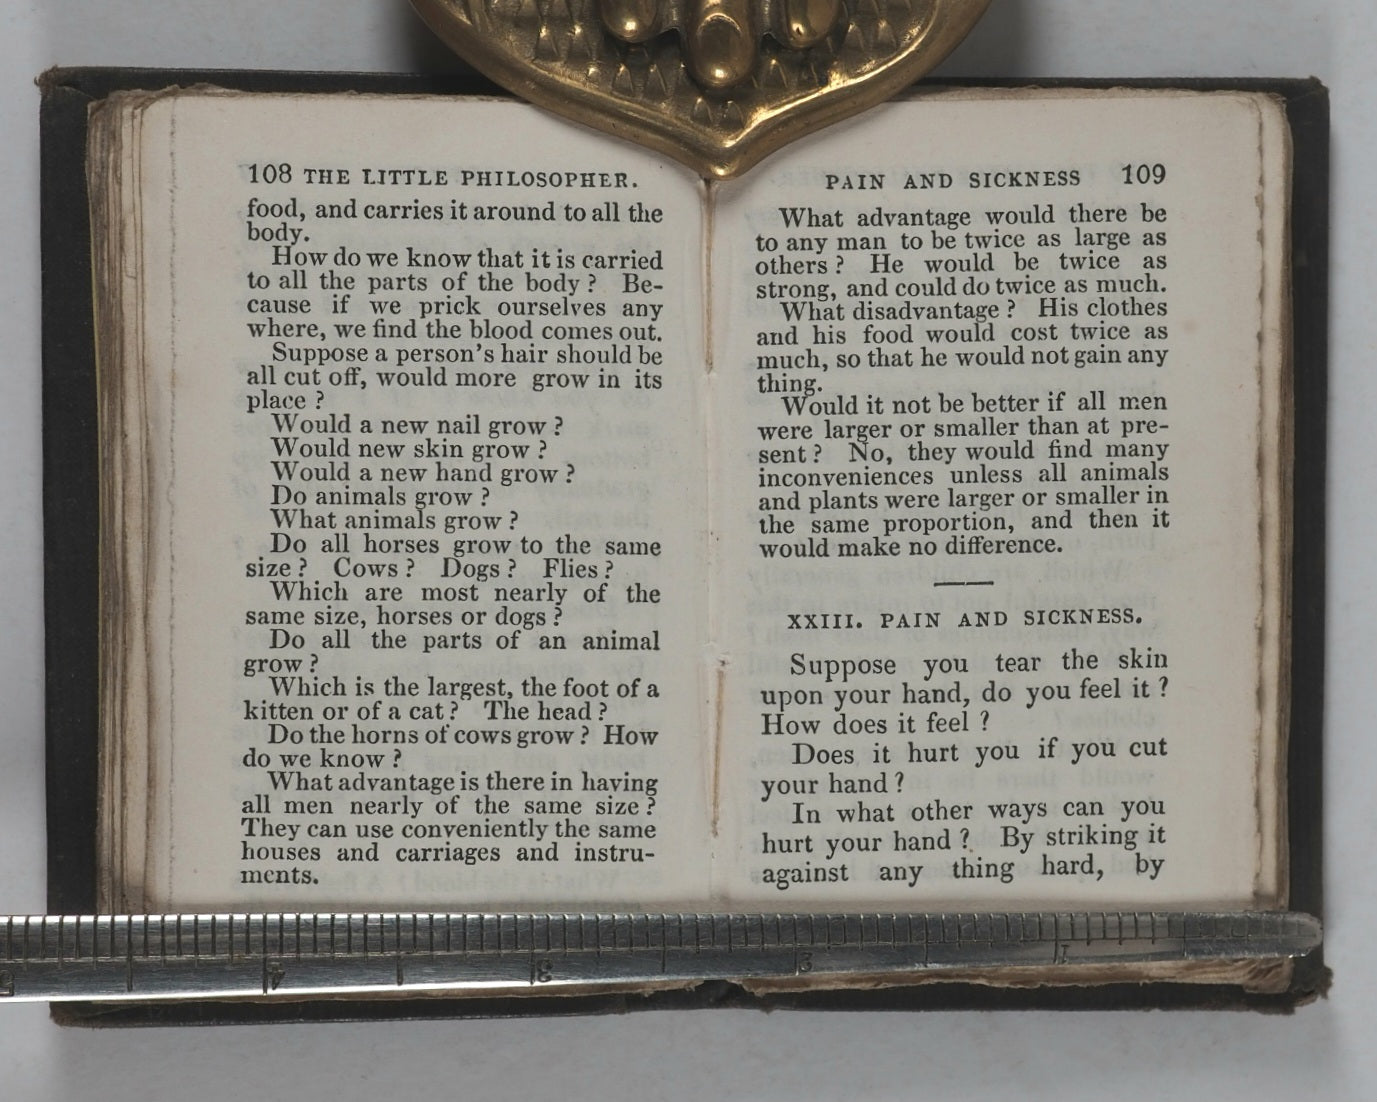 108 THE LITTLE PHILOSOPHER.
food, and carries it around to all the
body.
How do we know that it is carried
to all the parts of the body? Be-
cause if we prick ourselves any
where, we find the blood comes out.
Suppose a person's hair should be
all cut off, would more grow in its
place?
Would a new nail grow?
Would new skin grow?
Would a new hand grow?
Do animals grow?
What animals grow?
Do all horses grow to the same
size? Cows? Dogs? Flies?
Which are most nearly of the
same size, horses or dogs?
Do all the parts of an animal
grow?
Which is the largest, the foot of a
kitten or of a cat? The head?
Do the horns of cows grow? How
do we know?
What advantage is there in having
all men nearly of the same size?
They can use conveniently the same
houses and carriages and instru-
ments.
PAIN AND SICKNESS 109
What advantage would there be
to any man to be twice as large as
others? He would be twice as
strong, and could do twice as much.
What disadvantage? His clothes
and his food would cost twice as
much, so that he would not gain any
thing.
Would it not be better if all men
were larger or smaller than at pre-
sent? No, they would find many
inconveniences unless all animals
and plants were larger or smaller in
the same proportion, and then it
would make no difference.
XXIII. PAIN AND SICKNESS.
Suppose you tear the skin
upon your hand, do you feel it?
How does it feel?
Does it hurt you if you cut
your hand?
In what other ways can you
hurt your hand? By striking it
against any thing hard, by
5 4 3 2 1